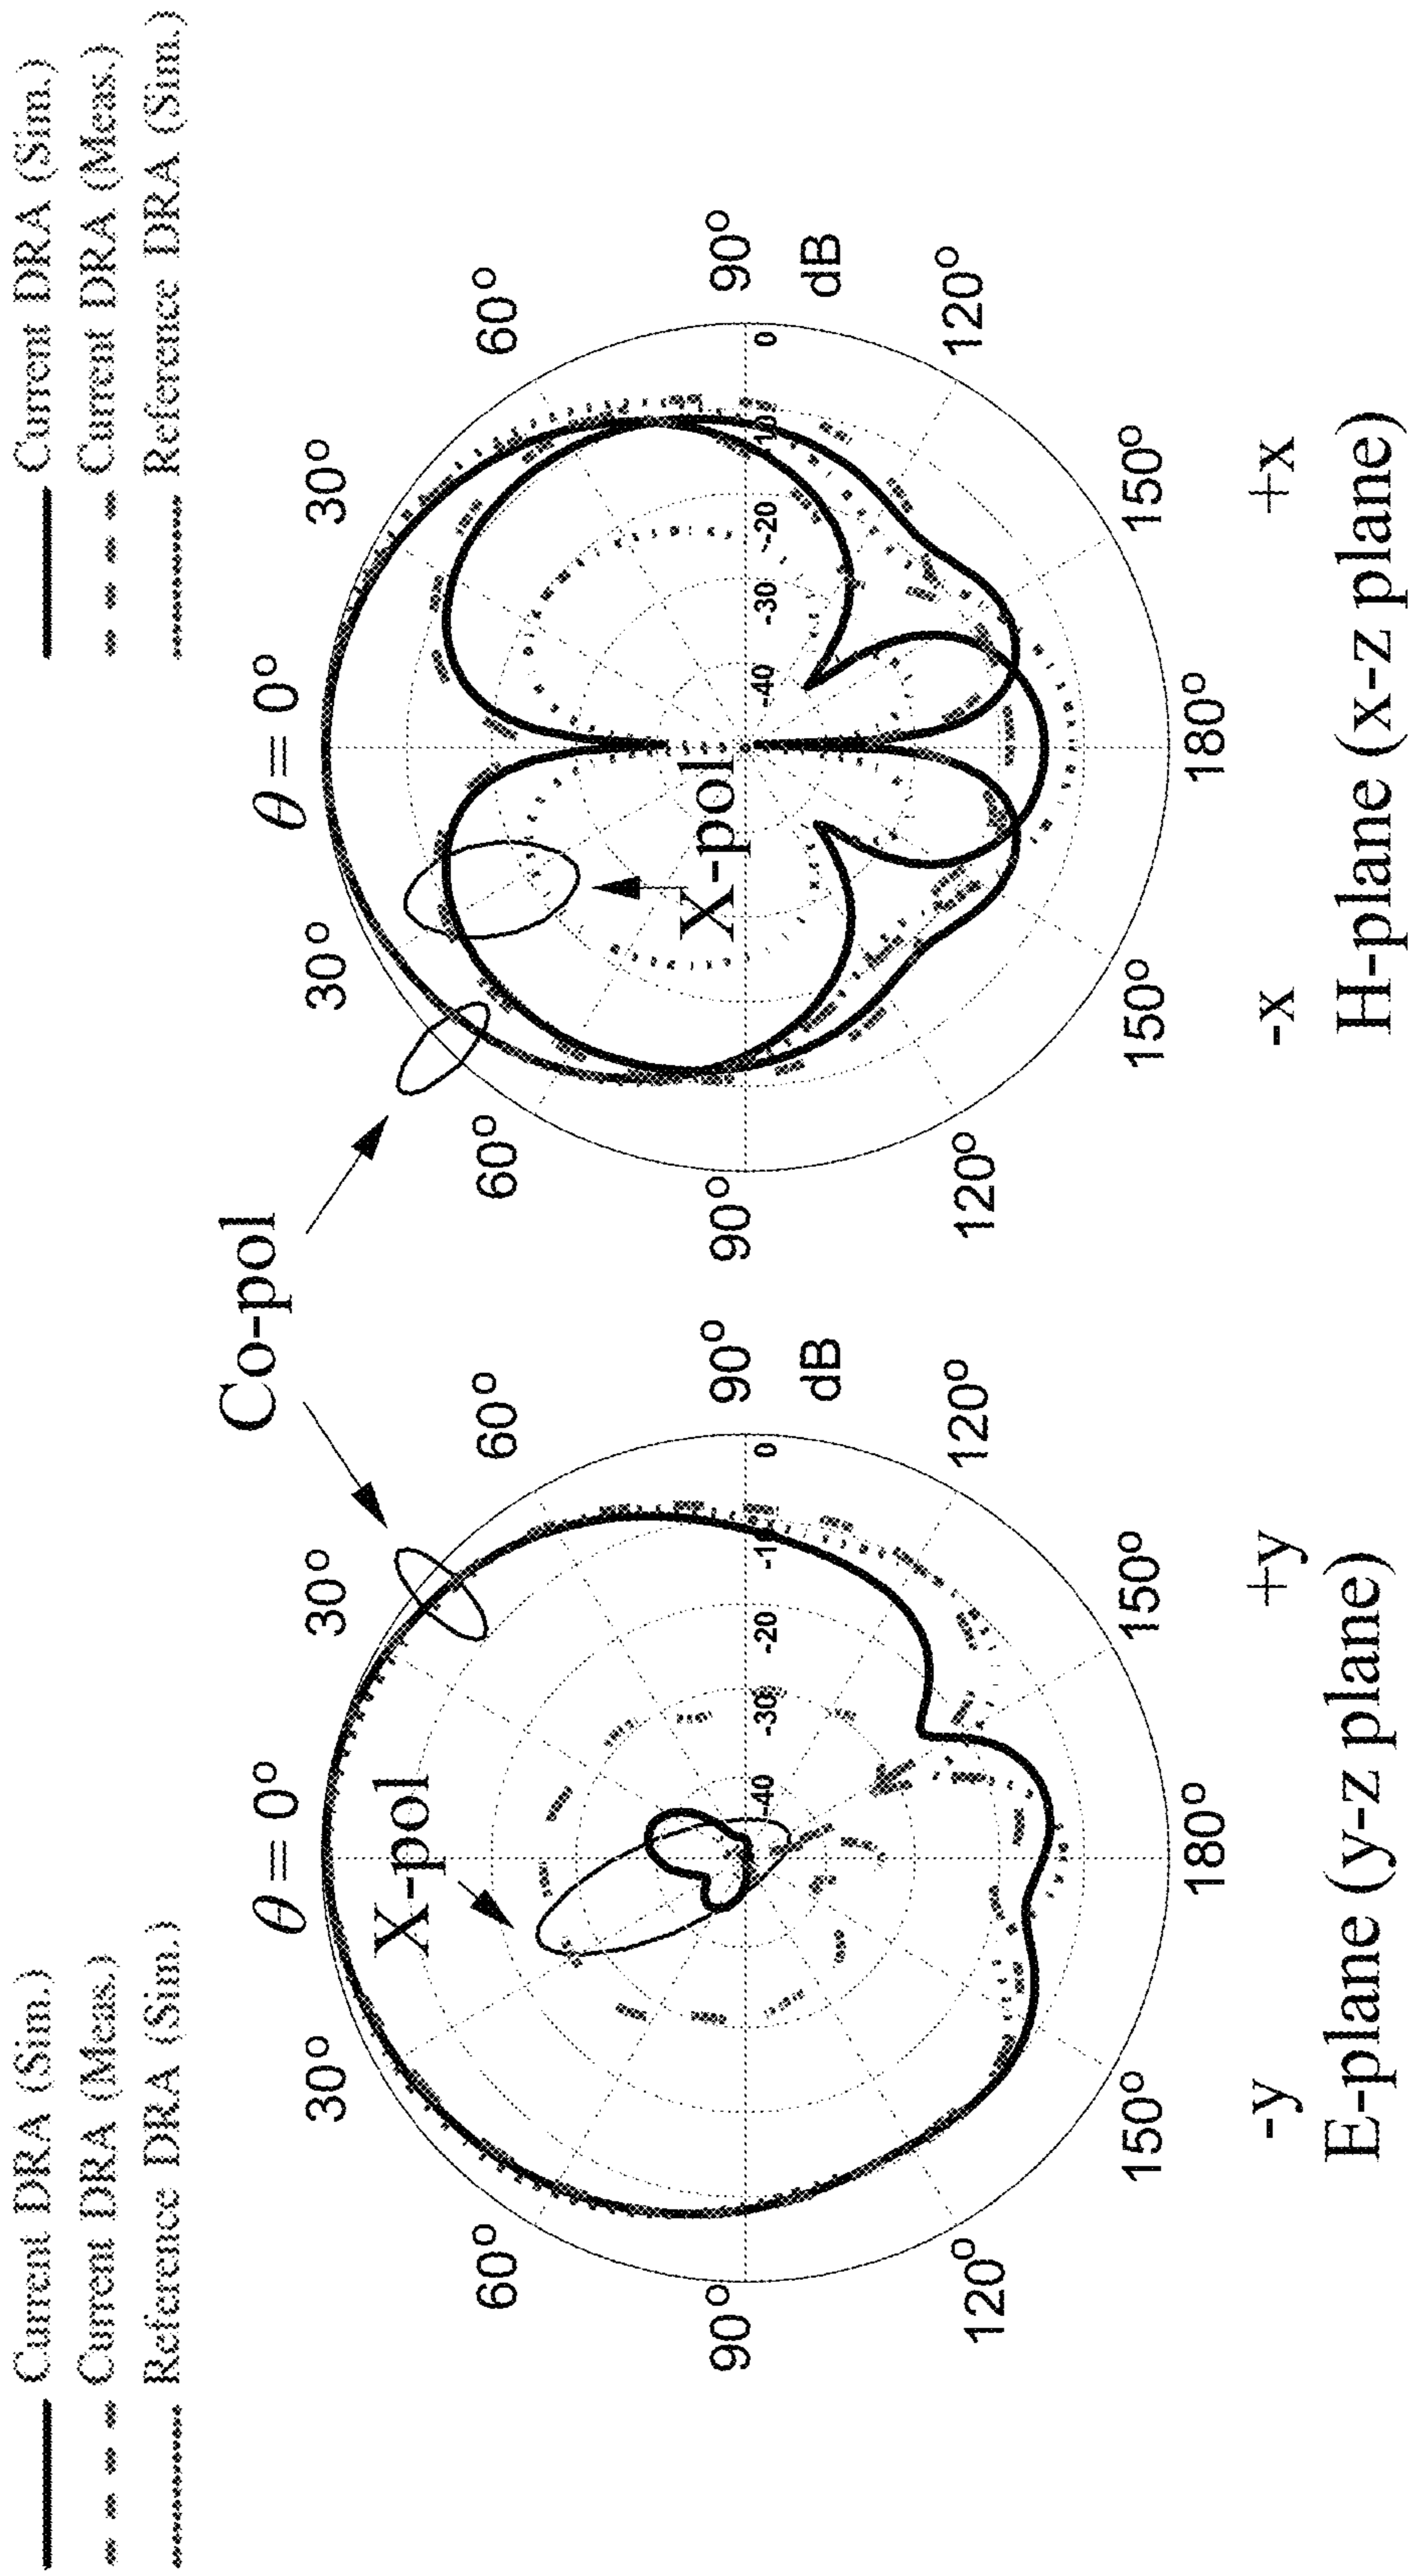 Current DRA (Sim.)
Current DRA (Meas.)
Reference DRA (Sim.)
Current DRA (Sim.)
Current DRA (Meas.)
Reference DRA (Sim.)
Co-pol
θ = 0°
30°
30°
60°
60°
90°
90°
dB
120°
120°
150°
150°
180°
0
-10
-20
-30
-40
X-pol
-y
+y
E-plane (y-z plane)
θ = 0°
30°
30°
60°
60°
90°
90°
dB
120°
120°
150°
150°
180°
0
-10
-20
-30
-40
X-pol
-x
+x
H-plane (x-z plane)